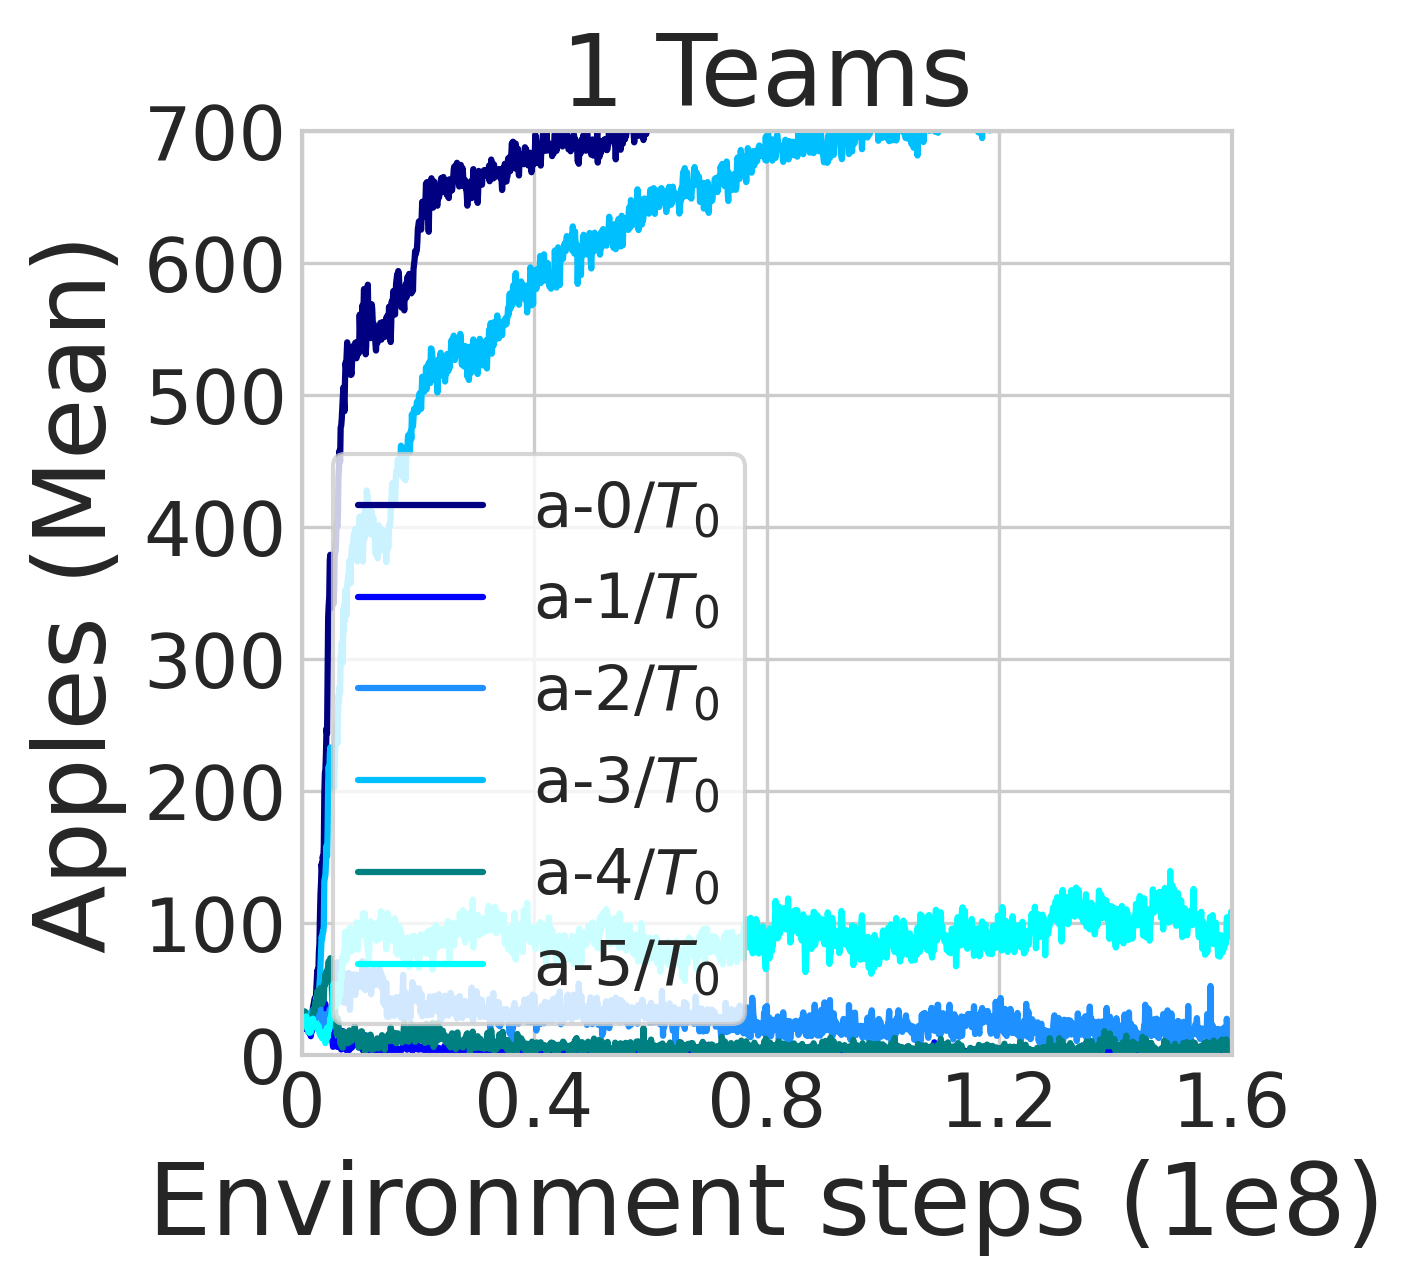 1 Teams
Apples (Mean)
700
600
500
400
300
200
100
0
a-0/T₀
a-1/T₀
a-2/T₀
a-3/T₀
a-4/T₀
a-5/T₀
0 0.4 0.8 1.2 1.6
Environment steps (1e8)